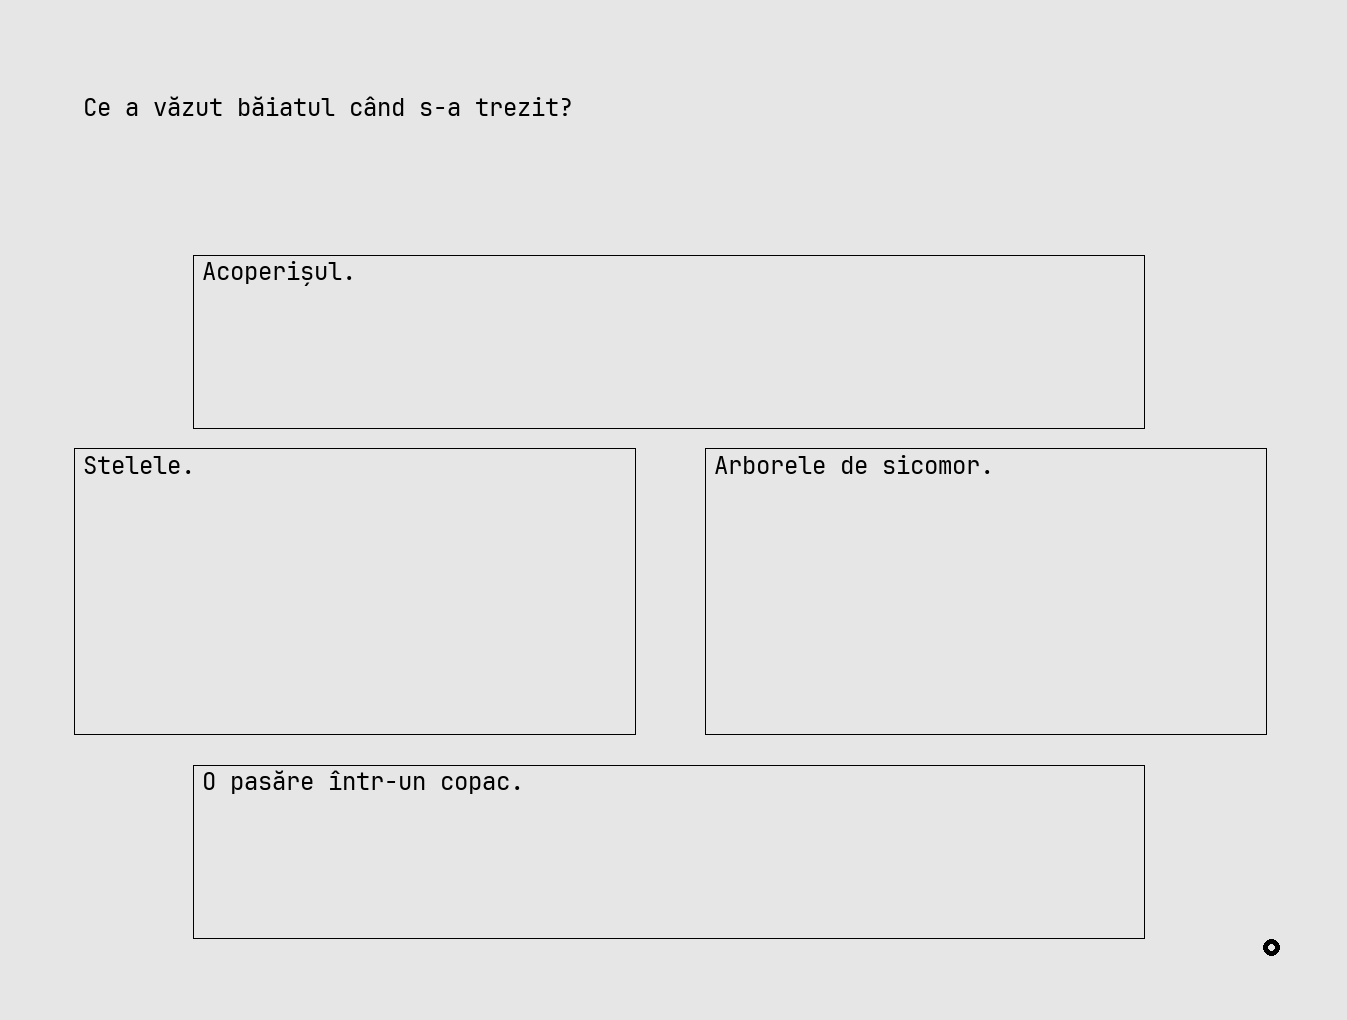 Ce a văzut băiatul când s-a trezit?
Acoperișul.
Stelele.
Arborele de sicomor.
O pasăre într-un copac.